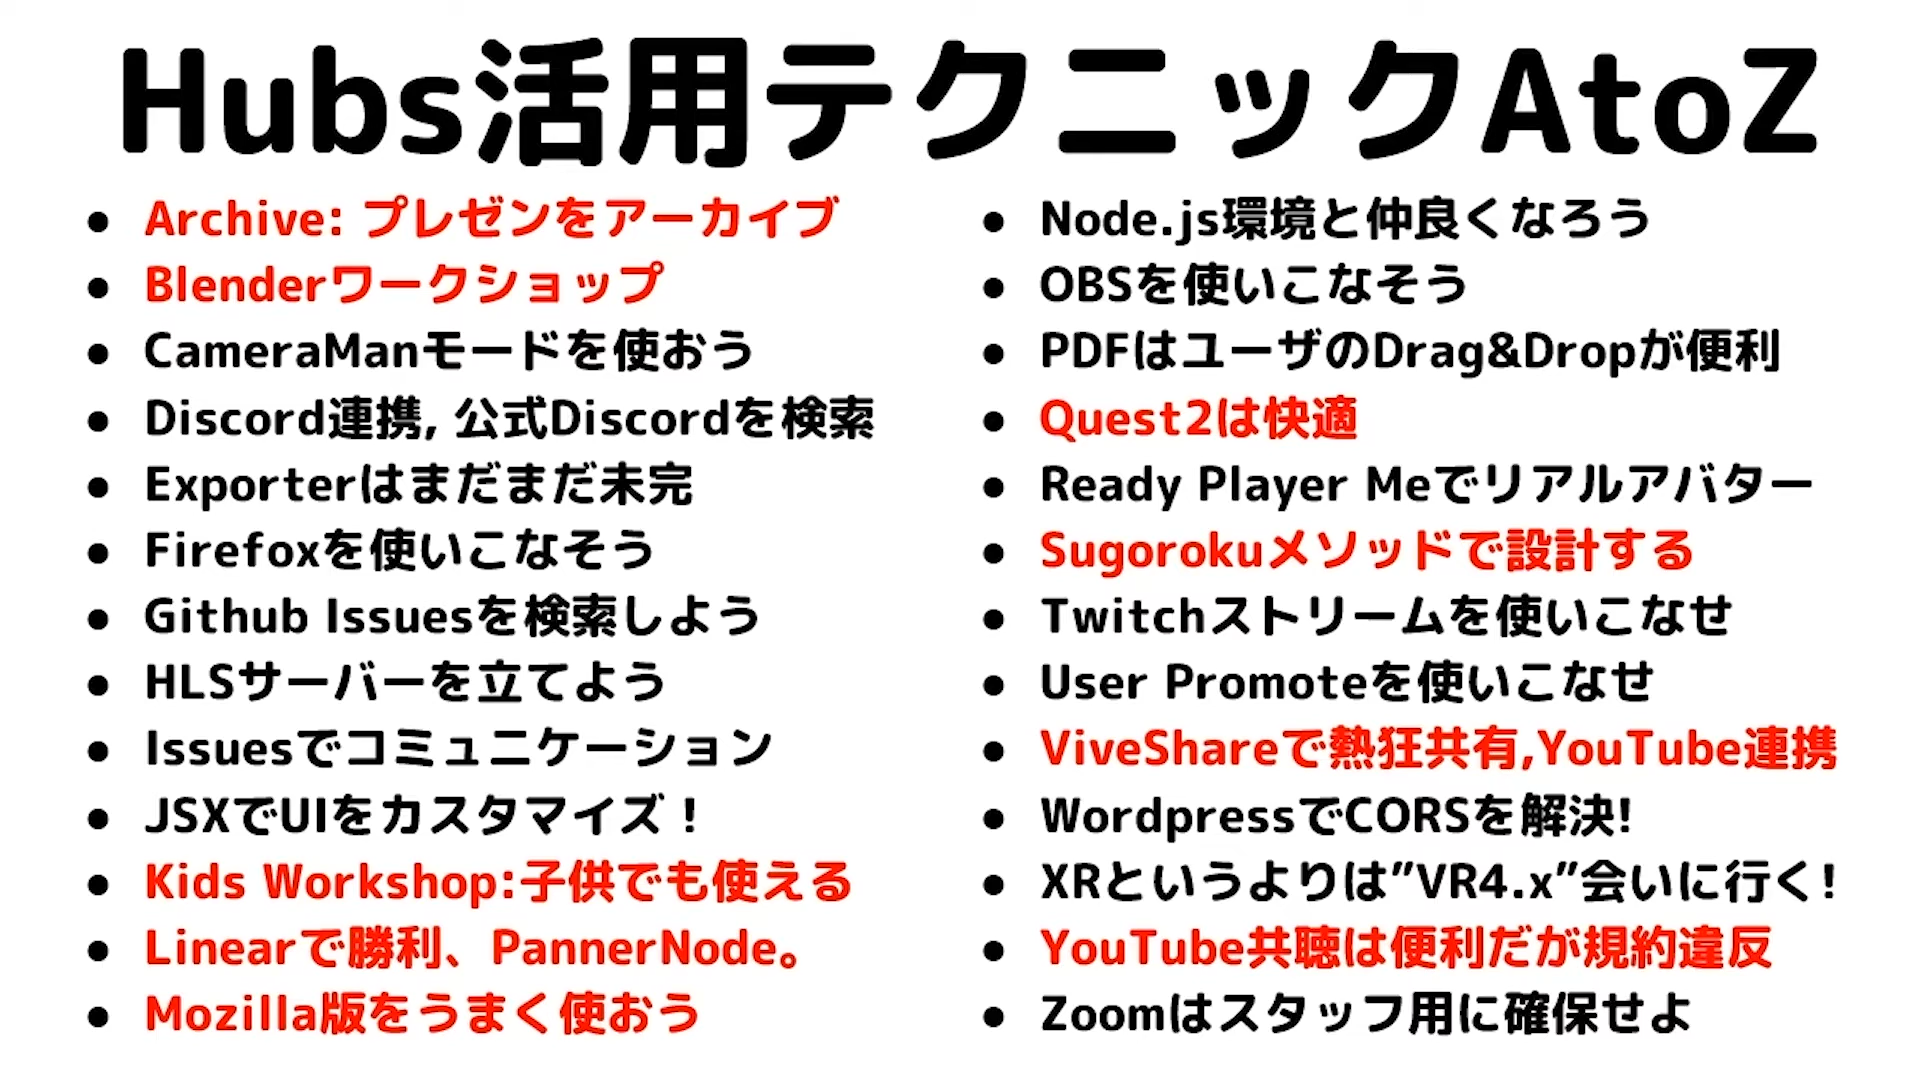 Hubs活用テクニックAtoZ
● Archive: プレゼンをアーカイブ
● Blenderワークショップ
● CameraManモードを使おう
● Discord連携, 公式Discordを検索
● Exporterはまだまだ未完
● Firefoxを使いこなそう
● Github Issuesを検索しよう
● HLSサーバーを立てよう
● Issuesでコミュニケーション
● JSXでUIをカスタマイズ！
● Kids Workshop:子供でも使える
● Linearで勝利、PannerNode。
● Mozilla版をうまく使おう
● Node.js環境と仲良くなろう
● OBSを使いこなそう
● PDFはユーザのDrag&Dropが便利
● Quest2は快適
● Ready Player Meでリアルアバター
● Sugorokuメソッドで設計する
● Twitchストリームを使いこなせ
● User Promoteを使いこなせ
● ViveShareで熱狂共有,YouTube連携
● WordpressでCORSを解決!
● XRというよりは”VR4.x”会いに行く!
● YouTube共聴は便利だが規約違反
● Zoomはスタッフ用に確保せよ